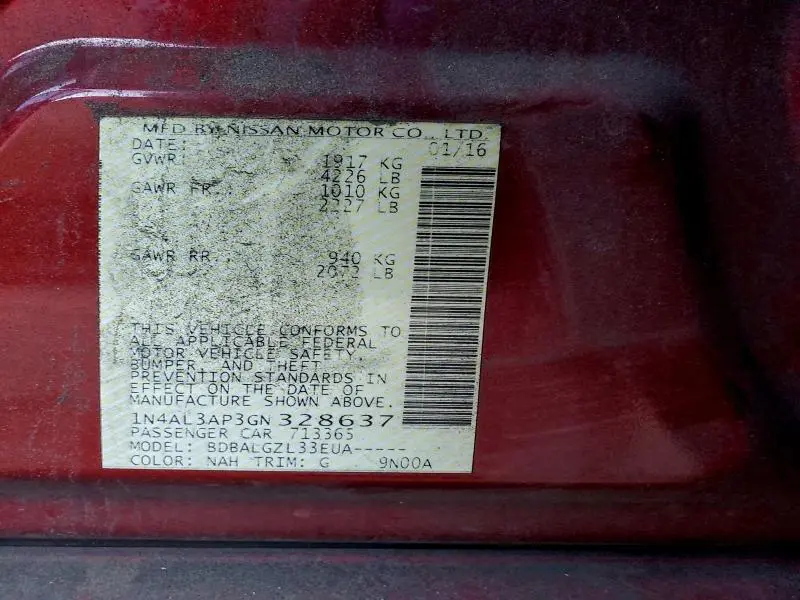 MFD BY NISSAN MOTOR CO., LTD.
DATE: 01/16
GVWR: 1917 KG
4226 LB
GAWR FR.: 1010 KG
2227 LB
GAWR RR.: 940 KG
2072 LB
THIS VEHICLE CONFORMS TO
ALL APPLICABLE FEDERAL
MOTOR VEHICLE SAFETY,
BUMPER, AND THEFT
PREVENTION STANDARDS IN
EFFECT ON THE DATE OF
MANUFACTURE SHOWN ABOVE.
1N4AL3AP3GN328637
PASSENGER CAR 713365
MODEL: BDBALGZL33EUA-----
COLOR: NAH TRIM: G 9N00A